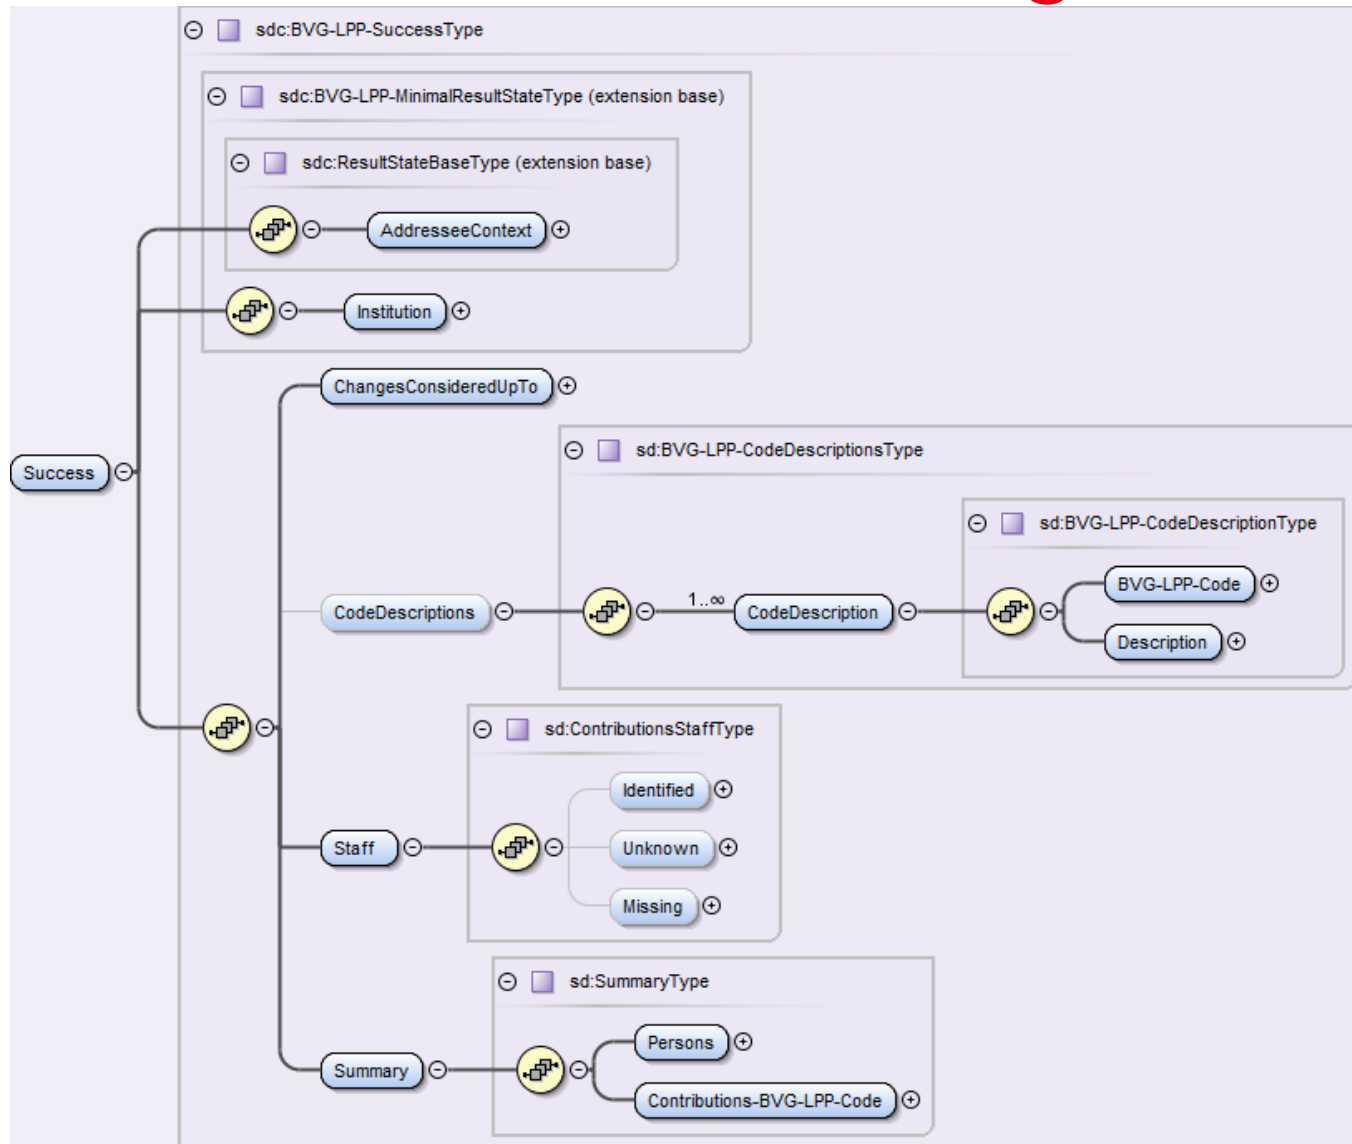 sdc:BVG-LPP-SuccessType
sdc:BVG-LPP-MinimalResultStateType (extension base)
sdc:ResultStateBaseType (extension base)
AddresseeContext
Institution
ChangesConsideredUpTo
sd:BVG-LPP-CodeDescriptionsType
Success
sd:BVG-LPP-CodeDescriptionType
BVG-LPP-Code
1..∞
CodeDescriptions
CodeDescription
Description
sd:ContributionsStaffType
Identified
Staff
Unknown
Missing
sd:SummaryType
Persons
Summary
Contributions-BVG-LPP-Code